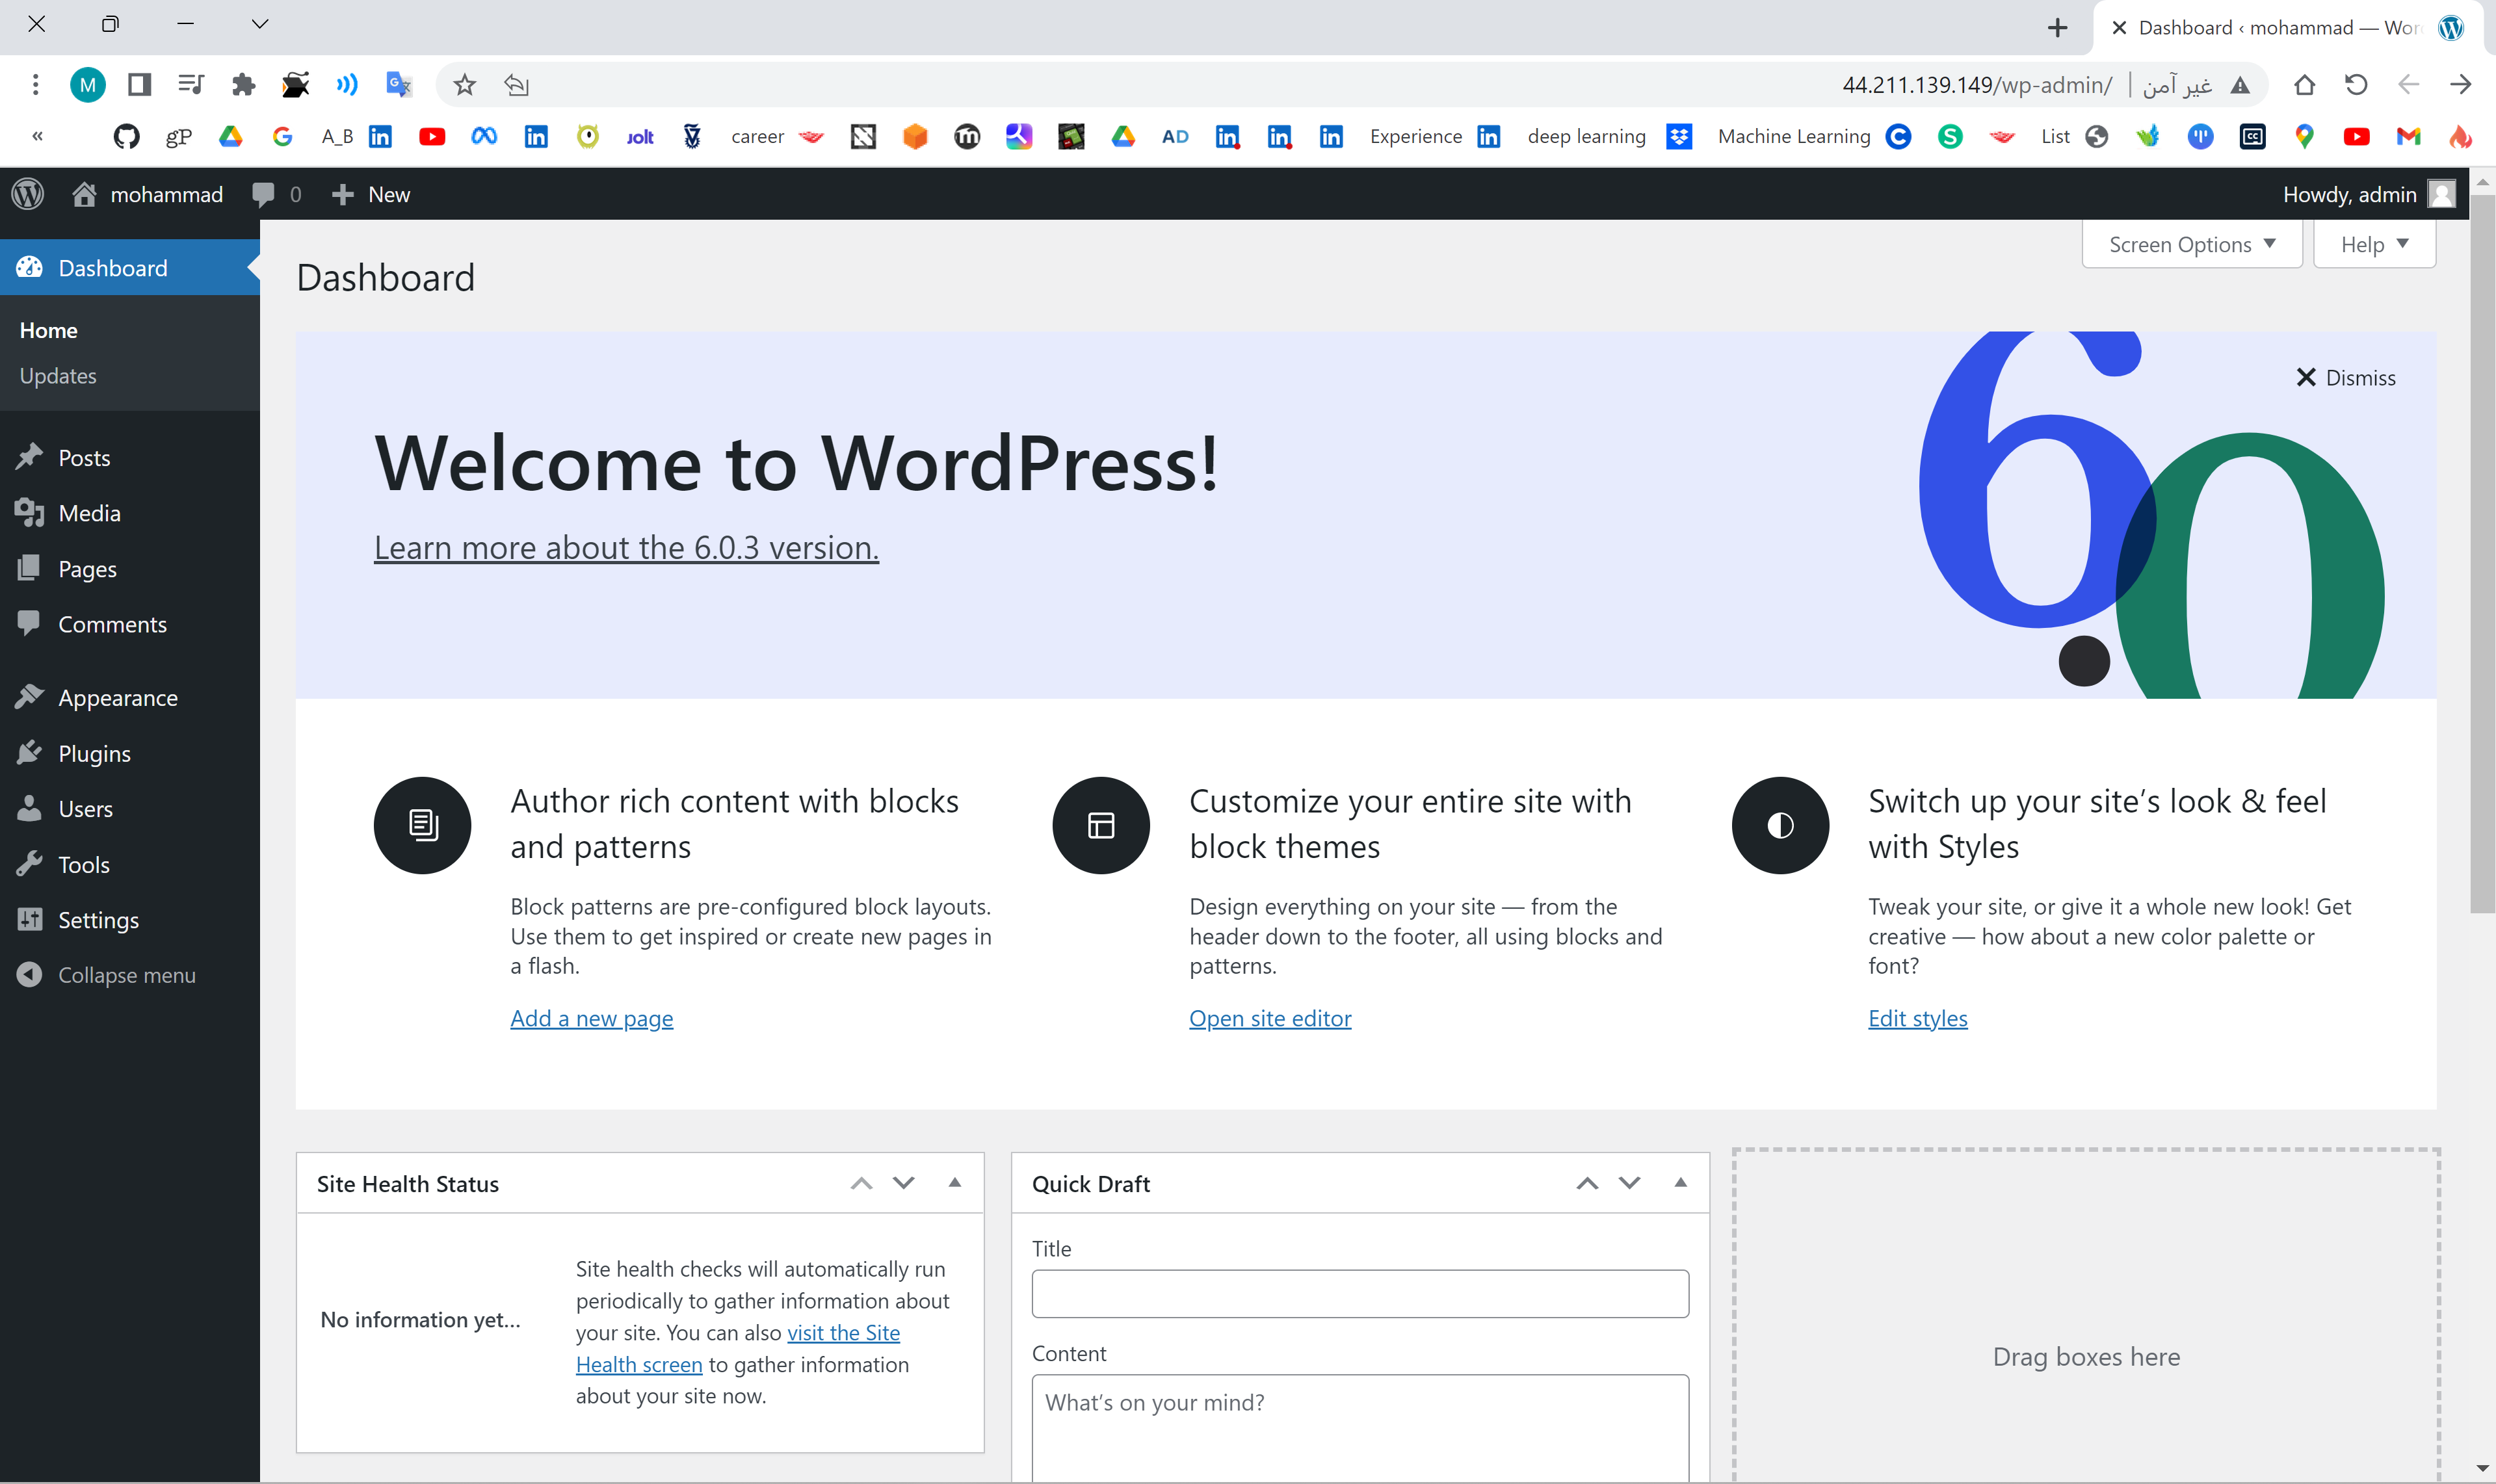 Dashboard ‹ mohammad — Wor
M
44.211.139.149/wp-admin/ | غير آمن
« gP A_B jolt career AD Experience deep learning Machine Learning List
mohammad 0 New
Howdy, admin
Screen Options Help
Dashboard
Home
Updates
Posts
Media
Pages
Comments
Appearance
Plugins
Users
Tools
Settings
Collapse menu
Dashboard
Dismiss
Welcome to WordPress!
Learn more about the 6.0.3 version.
6.0
Author rich content with blocks
and patterns
Block patterns are pre-configured block layouts.
Use them to get inspired or create new pages in
a flash.
Add a new page
Customize your entire site with
block themes
Design everything on your site — from the
header down to the footer, all using blocks and
patterns.
Open site editor
Switch up your site’s look & feel
with Styles
Tweak your site, or give it a whole new look! Get
creative — how about a new color palette or
font?
Edit styles
Site Health Status
No information yet...
Site health checks will automatically run
periodically to gather information about
your site. You can also visit the Site
Health screen to gather information
about your site now.
Quick Draft
Title
Content
What’s on your mind?
Drag boxes here